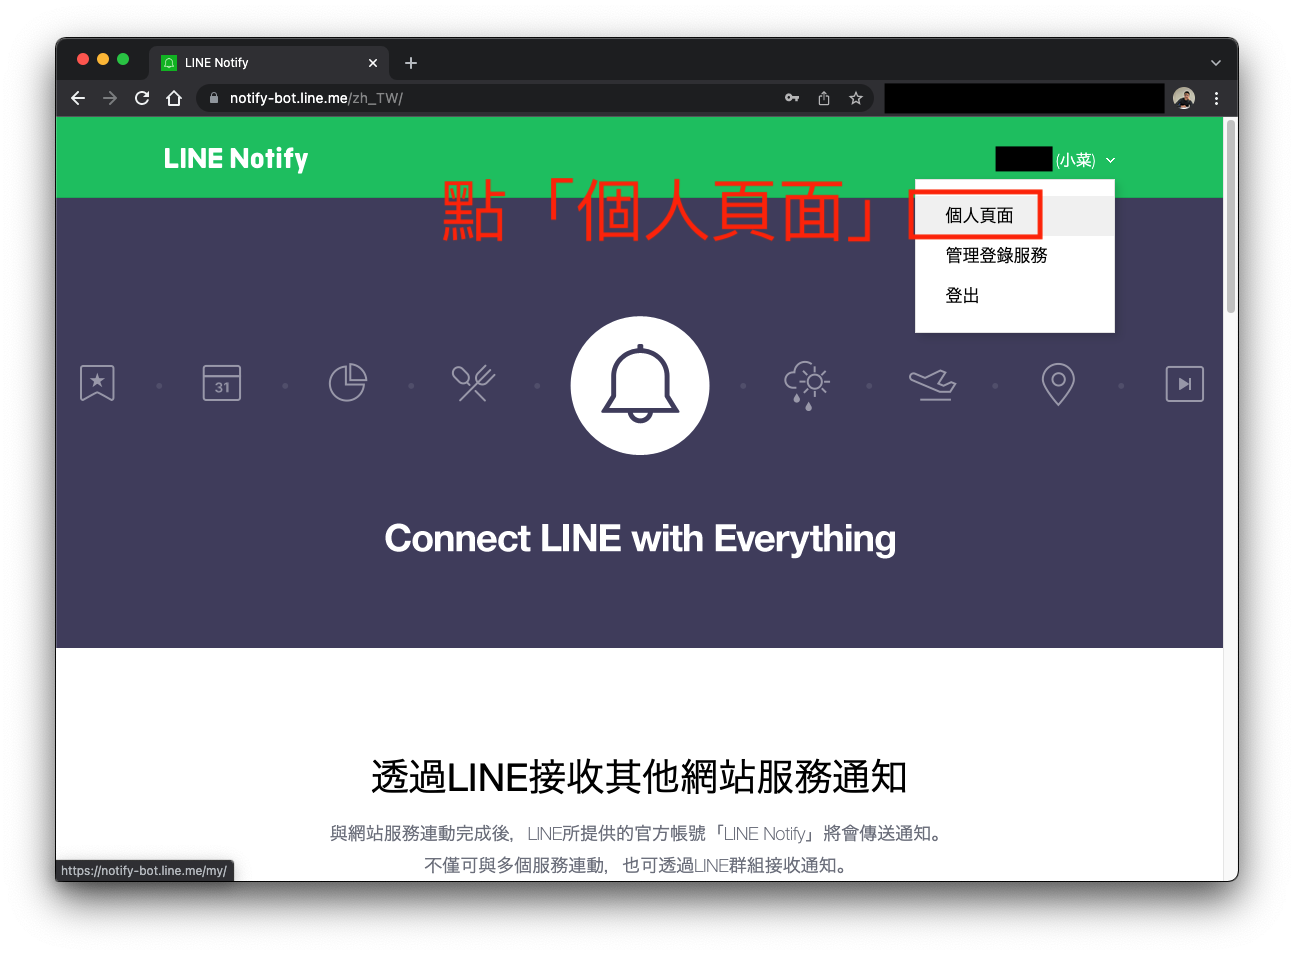 LINE Notify
notify-bot.line.me/zh_TW/
LINE Notify
(小菜)
點「個人頁面」
個人頁面
管理登錄服務
登出
31
Connect LINE with Everything
透過LINE接收其他網站服務通知
與網站服務連動完成後,LINE所提供的官方帳號「LINE Notify」將會傳送通知。
不僅可與多個服務連動,也可透過LINE群組接收通知。
https://notify-bot.line.me/my/